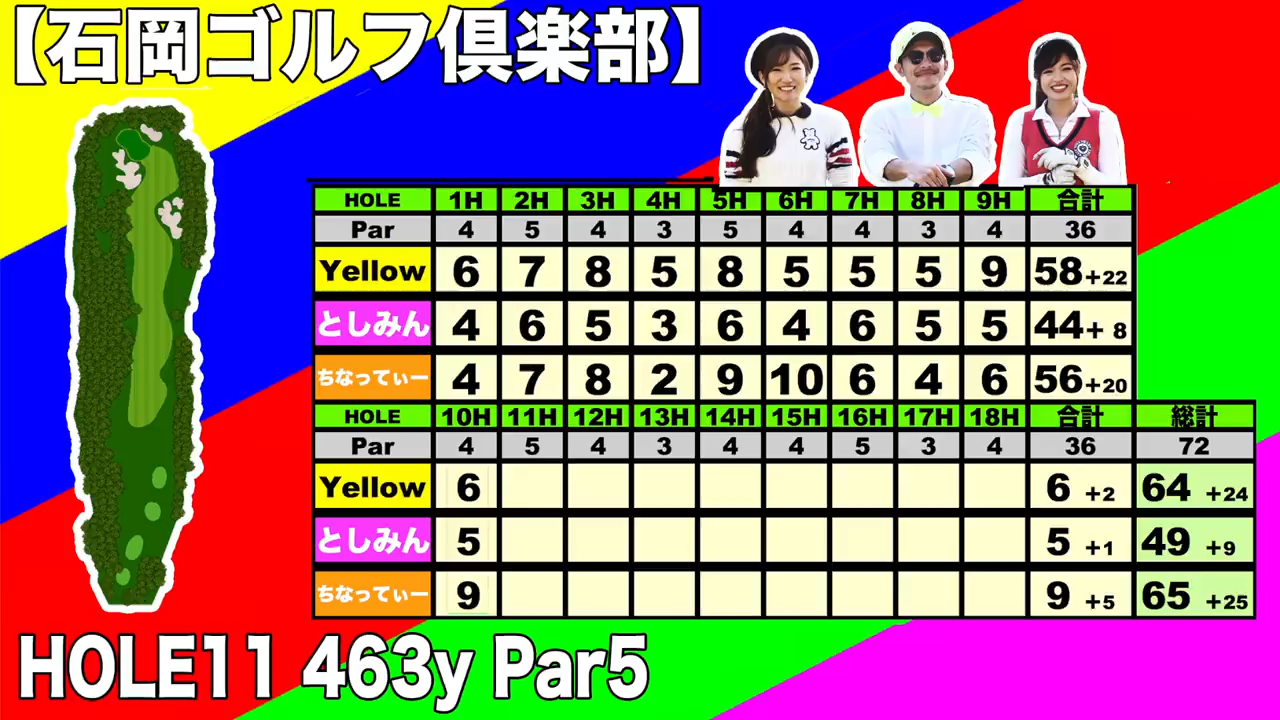 【石岡ゴルフ倶楽部】
HOLE 1H 2H 3H 4H 5H 6H 7H 8H 9H 合計
Par 4 5 4 3 5 4 4 3 4 36
Yellow 6 7 8 5 8 5 5 5 9 58+22
としみん 4 6 5 3 6 4 6 5 5 44+ 8
ちなってぃー 4 7 8 2 9 10 6 4 6 56+20
HOLE 10H 11H 12H 13H 14H 15H 16H 17H 18H 合計 総計
Par 4 5 4 3 4 4 5 3 4 36 72
Yellow 6 6 +2 64 +24
としみん 5 5 +1 49 +9
ちなってぃー 9 9 +5 65 +25
HOLE11 463y Par5